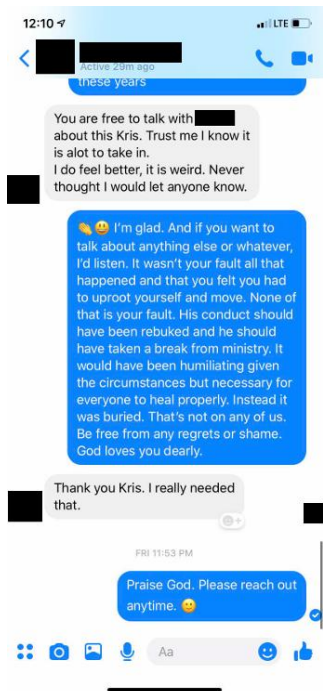 12:10
LTE
Active 29m ago
these years
You are free to talk with
about this Kris. Trust me I know it
is alot to take in.
I do feel better, it is weird. Never
thought I would let anyone know.
👏😃 I'm glad. And if you want to
talk about anything else or whatever,
I'd listen. It wasn't your fault all that
happened and that you felt you had
to uproot yourself and move. None of
that is your fault. His conduct should
have been rebuked and he should
have taken a break from ministry. It
would have been humiliating given
the circumstances but necessary for
everyone to heal properly. Instead it
was buried. That's not on any of us.
Be free from any regrets or shame.
God loves you dearly.
Thank you Kris. I really needed
that.
FRI 11:53 PM
Praise God. Please reach out
anytime. 🙂
Aa